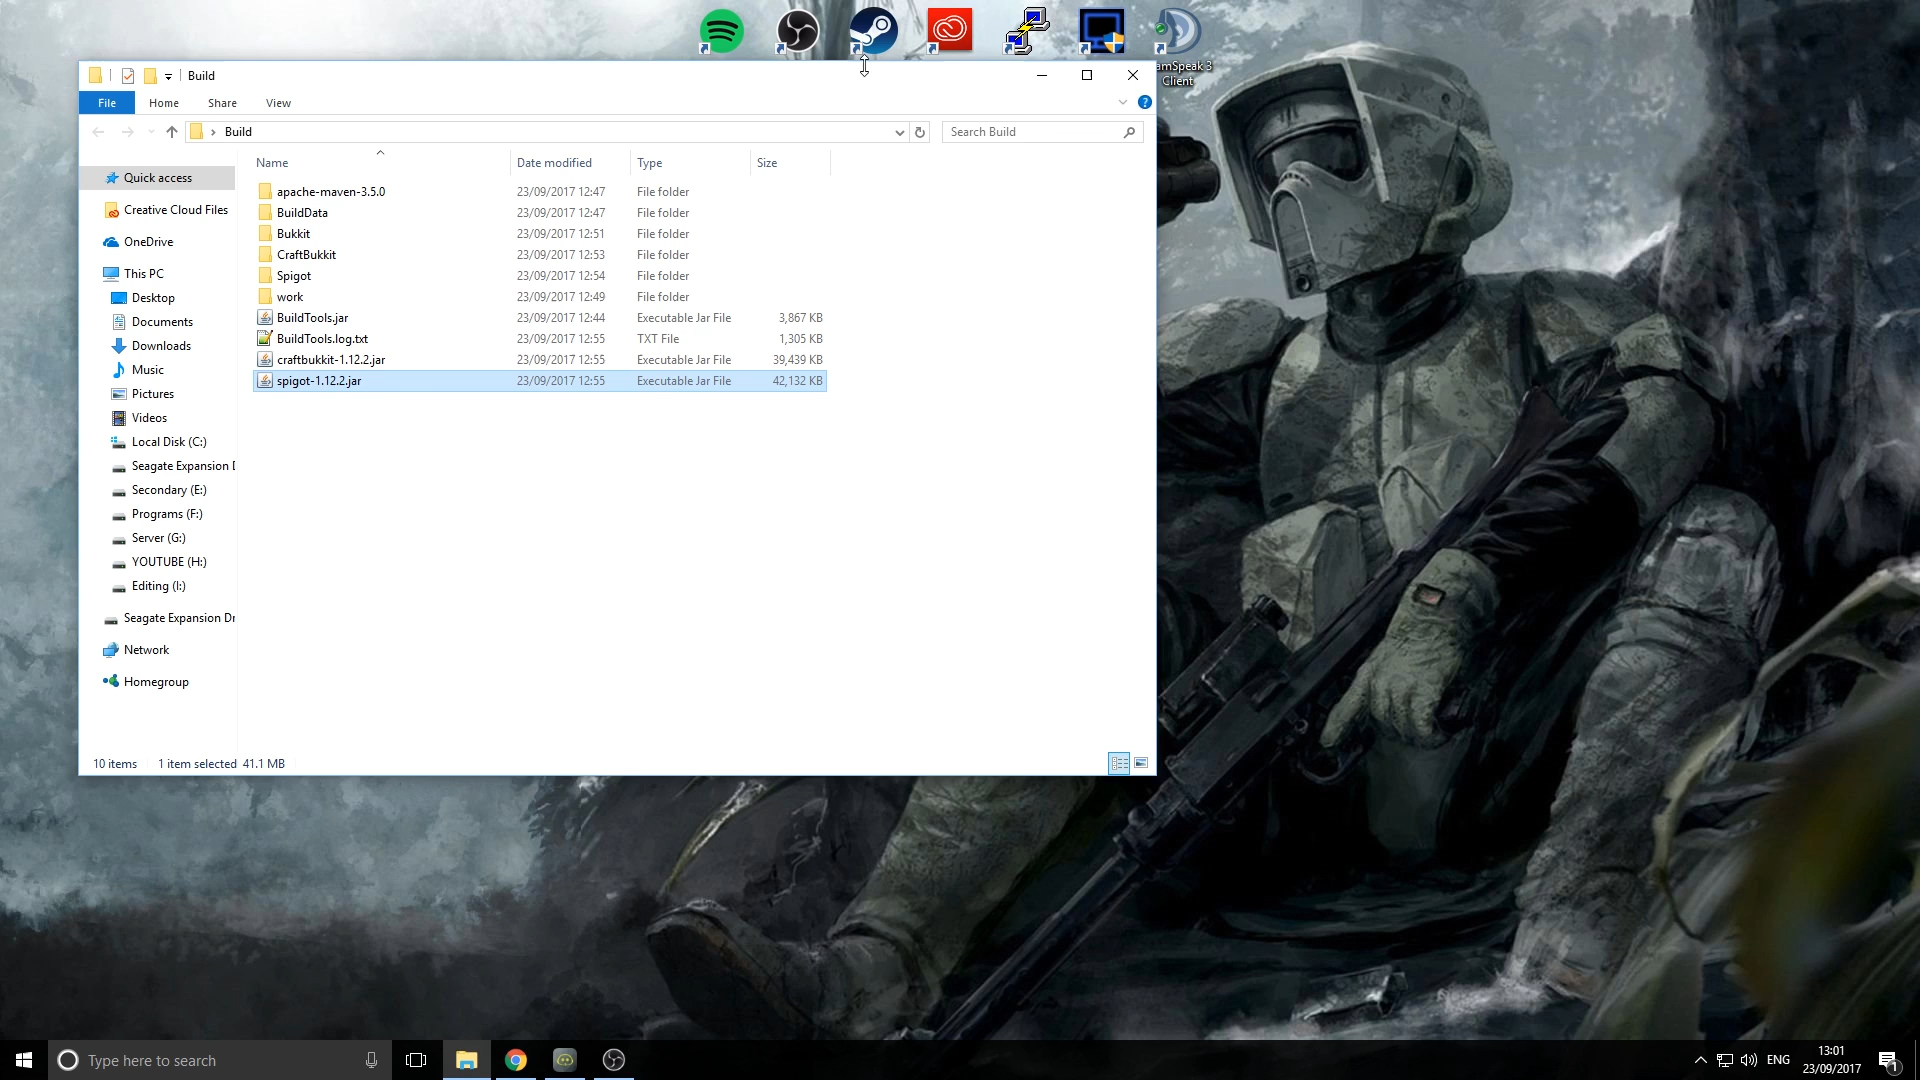 amSpeak 3
Client
Build
File Home Share View
Build
Search Build
Name Date modified Type Size
Quick access
Creative Cloud Files
OneDrive
This PC
Desktop
Documents
Downloads
Music
Pictures
Videos
Local Disk (C:)
Seagate Expansion D
Secondary (E:)
Programs (F:)
Server (G:)
YOUTUBE (H:)
Editing (I:)
Seagate Expansion Dr
Network
Homegroup
apache-maven-3.5.0 23/09/2017 12:47 File folder
BuildData 23/09/2017 12:47 File folder
Bukkit 23/09/2017 12:51 File folder
CraftBukkit 23/09/2017 12:53 File folder
Spigot 23/09/2017 12:54 File folder
work 23/09/2017 12:49 File folder
BuildTools.jar 23/09/2017 12:44 Executable Jar File 3,867 KB
BuildTools.log.txt 23/09/2017 12:55 TXT File 1,305 KB
craftbukkit-1.12.2.jar 23/09/2017 12:55 Executable Jar File 39,439 KB
spigot-1.12.2.jar 23/09/2017 12:55 Executable Jar File 42,132 KB
10 items 1 item selected 41.1 MB
Type here to search
ENG
13:01
23/09/2017
1